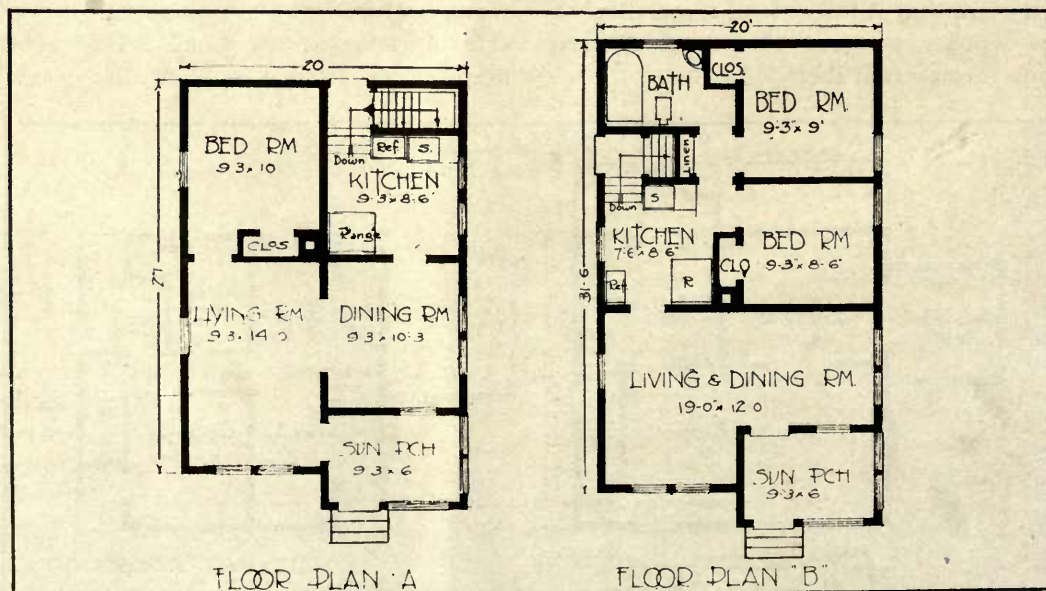 20
27
BED RM
9 3 x 10
Down
Ref.
S.
KITCHEN
9-3 x 8-6"
Range
CLOS
LIVING RM
9 3 x 14 0
DINING RM
9 3 x 10-3
SUN PCH
9 3 x 6
FLOOR PLAN A
20'
31-6
BATH
CLOS.
BED RM.
9-3" x 9'
Linen
Down
S
KITCHEN
7-6" x 8 6"
Ref.
R
CLO
BED RM
9-3" x 8-6"
LIVING & DINING RM.
19-0" x 12 0
SUN PCH
9-3 x 6
FLOOR PLAN "B"